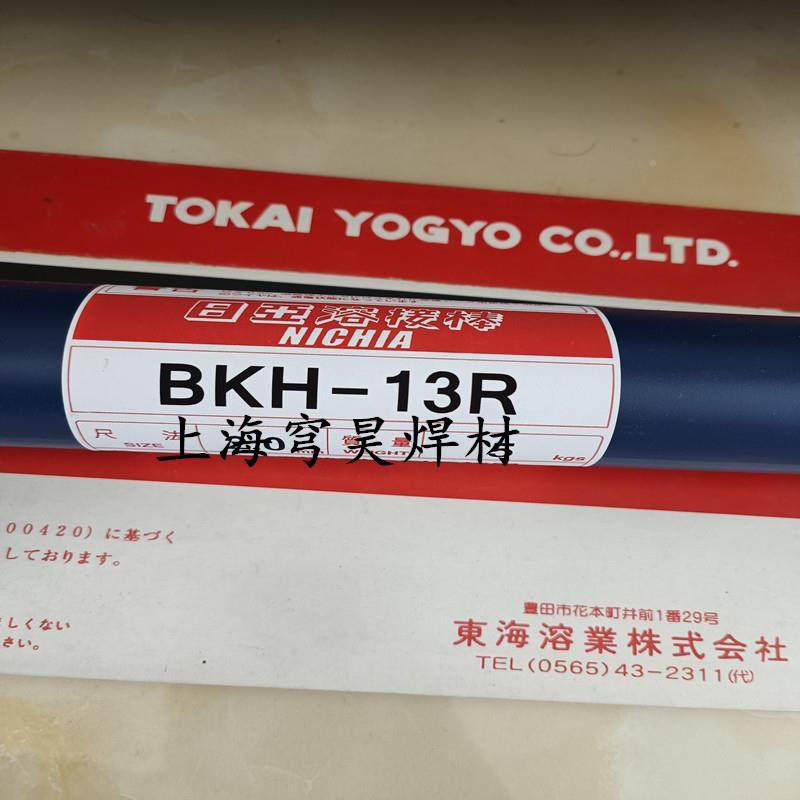 TOKAI YOGYO CO.,LTD.
日亜溶接棒
NICHIA
BKH-13R
尺 法
SIZE
質 量
WEIGHT
kgs
上海穹昊焊材
00420)に基づく
しております。
しくない
さい。
豊田市花本町井前1番29号
東海溶業株式会社
TEL(0565)43-2311(代)